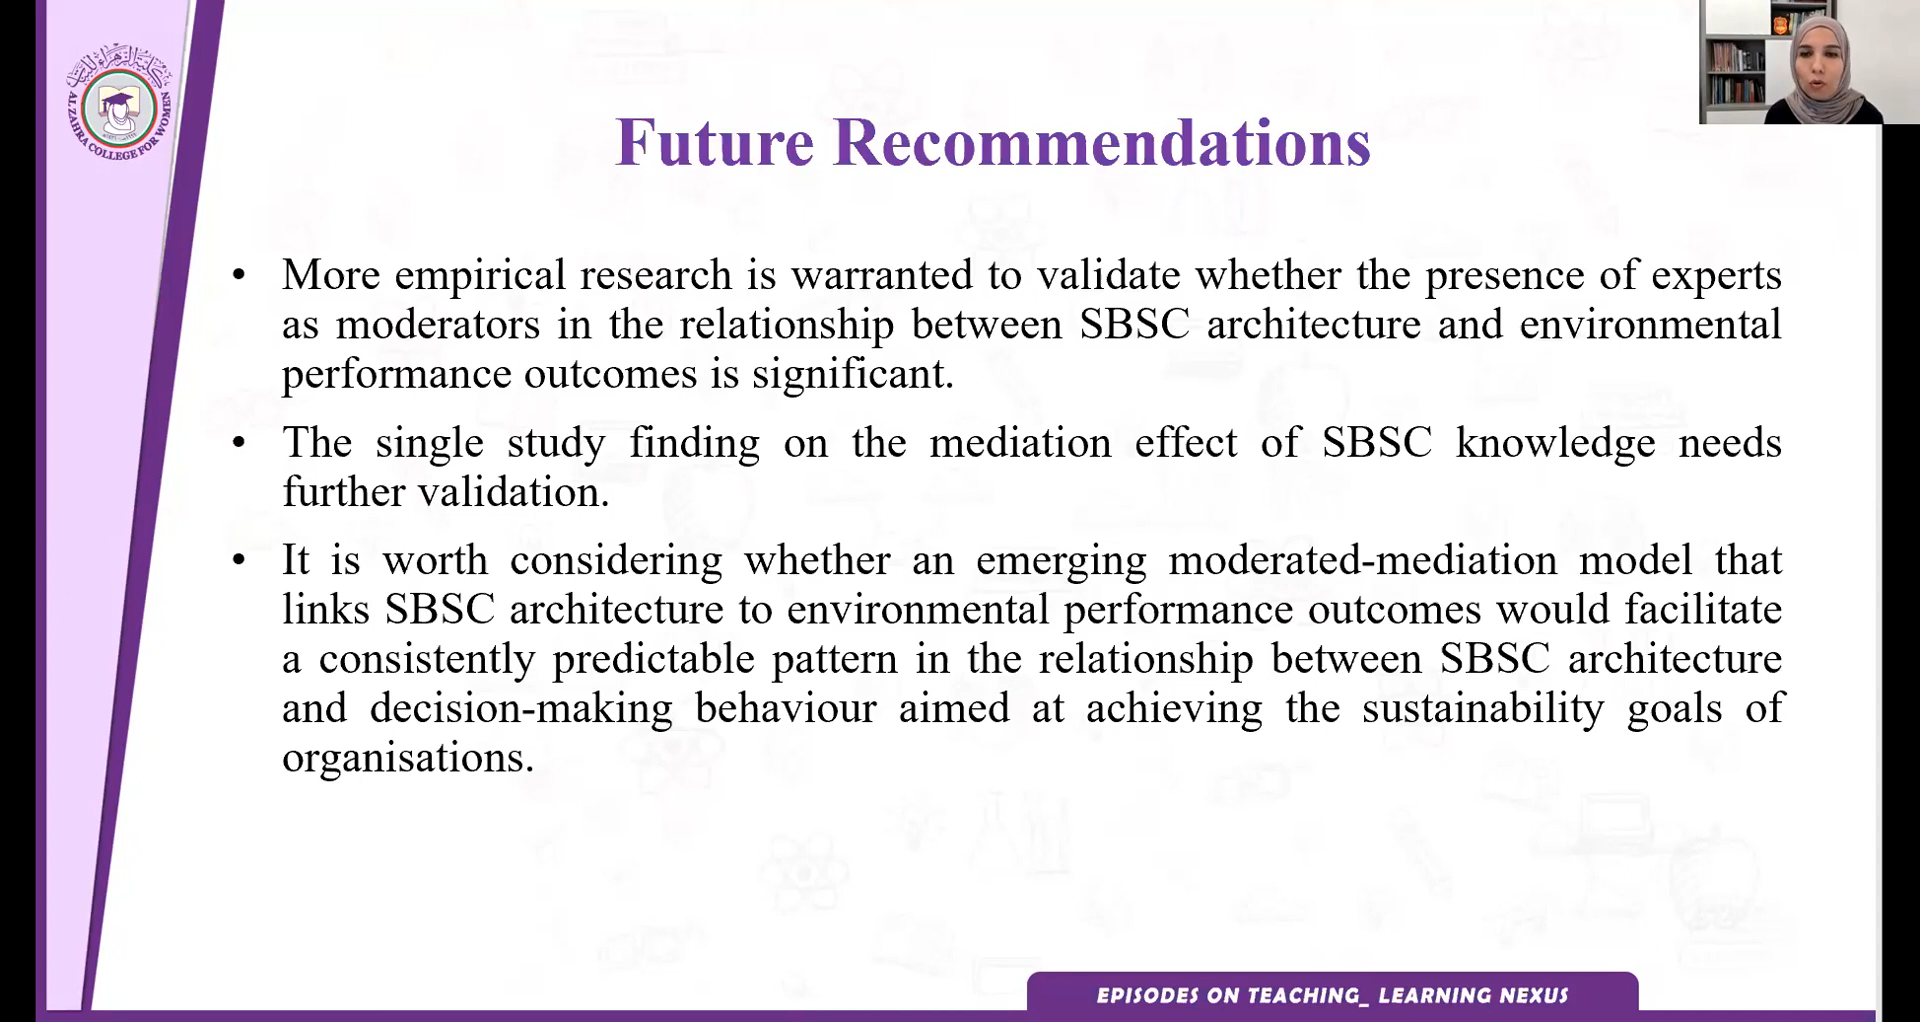 كلية الزهراء للبنات
AL ZAHRA COLLEGE FOR WOMEN
Future Recommendations
• More empirical research is warranted to validate whether the presence of experts
as moderators in the relationship between SBSC architecture and environmental
performance outcomes is significant.
• The single study finding on the mediation effect of SBSC knowledge needs
further validation.
• It is worth considering whether an emerging moderated-mediation model that
links SBSC architecture to environmental performance outcomes would facilitate
a consistently predictable pattern in the relationship between SBSC architecture
and decision-making behaviour aimed at achieving the sustainability goals of
organisations.
EPISODES ON TEACHING_ LEARNING NEXUS